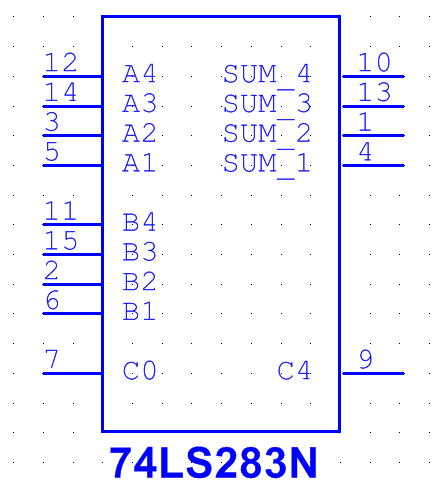 12 A4 SUM_4 10
14 A3 SUM_3 13
3 A2 SUM_2 1
5 A1 SUM_1 4
11 B4
15 B3
2 B2
6 B1
7 C0 C4 9
74LS283N